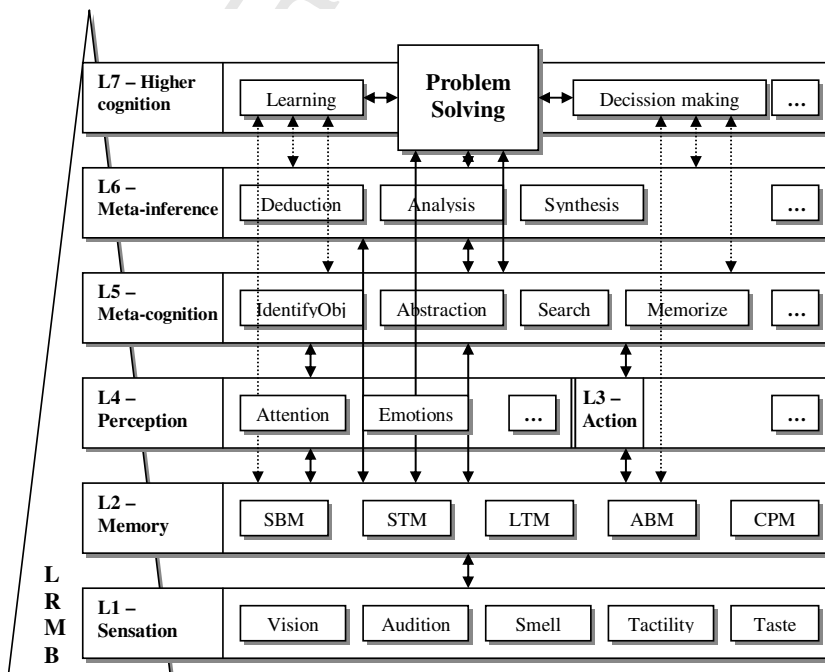 L7 – Higher
cognition
Learning
Problem
Solving
Decission making
...
L6 –
Meta-inference
Deduction
Analysis
Synthesis
...
L5 –
Meta-cognition
IdentifyObj
Abstraction
Search
Memorize
...
L4 –
Perception
Attention
Emotions
...
L3 –
Action
...
L2 –
Memory
SBM
STM
LTM
ABM
CPM
L
R
M
B
L1 –
Sensation
Vision
Audition
Smell
Tactility
Taste